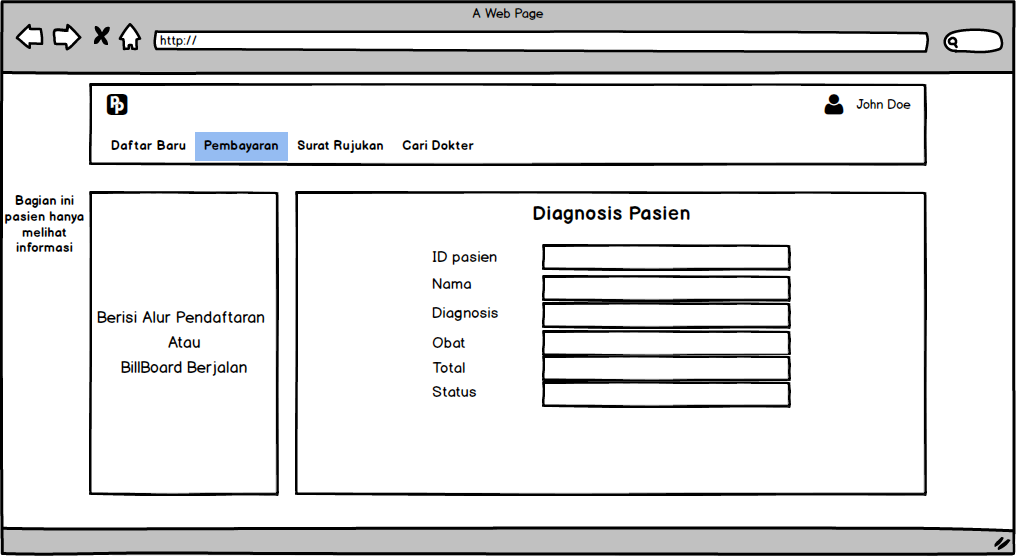 A Web Page
http://
Pp
John Doe
Daftar Baru Pembayaran Surat Rujukan Cari Dokter
Bagian ini
pasien hanya
melihat
informasi
Berisi Alur Pendaftaran
Atau
BillBoard Berjalan
Diagnosis Pasien
ID pasien
Nama
Diagnosis
Obat
Total
Status